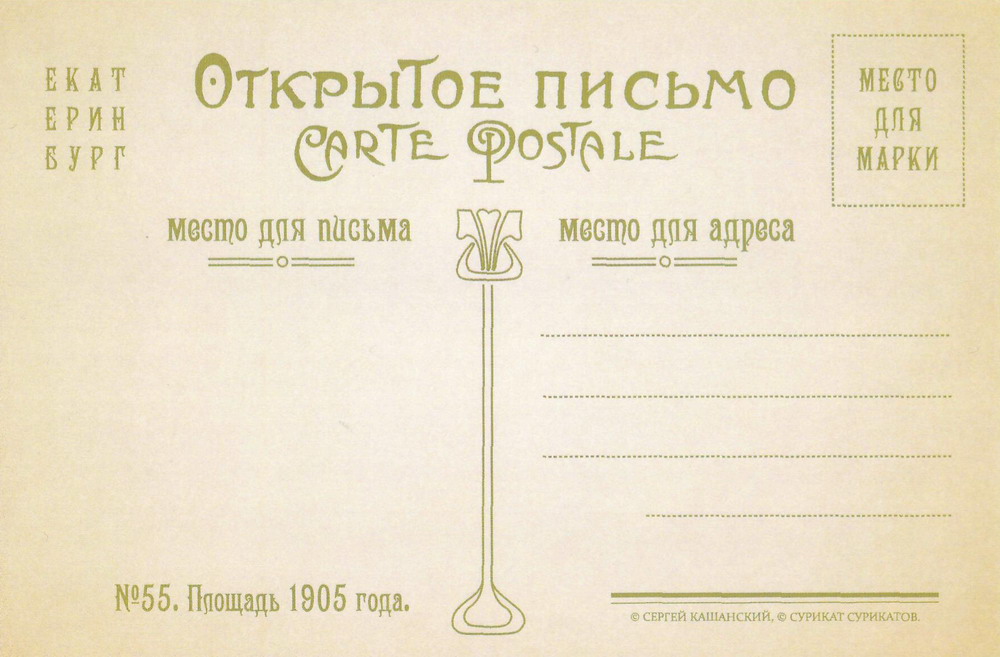 ЕКАТ
ЕРИН
БУРГ
ОТКРЫТОЕ ПИСЬМО
CARTE POSTALE
МЕСТО
ДЛЯ
МАРКИ
место для письма
место для адреса
№55. Площадь 1905 года.
© СЕРГЕЙ КАШАНСКИЙ, © СУРИКАТ СУРИКАТОВ.